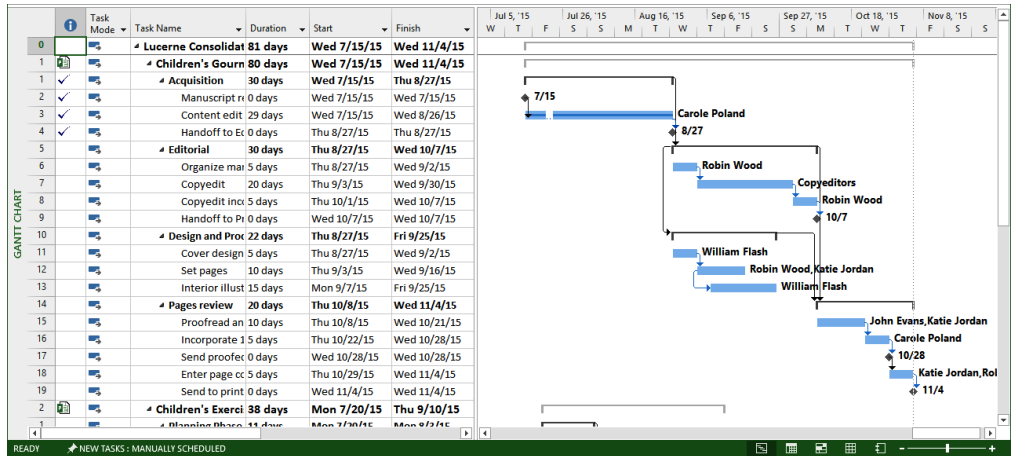 Task Mode Task Name Duration Start Finish
Jul 5, '15 Jul 26, '15 Aug 16, '15 Sep 6, '15 Sep 27, '15 Oct 18, '15 Nov 8, '15
W T F S S M T W T F S S M T W T F S S
0 Lucerne Consolidat 81 days Wed 7/15/15 Wed 11/4/15
1 Children's Gourn 80 days Wed 7/15/15 Wed 11/4/15
1 Acquisition 30 days Wed 7/15/15 Thu 8/27/15
2 Manuscript re 0 days Wed 7/15/15 Wed 7/15/15 7/15
3 Content edit 29 days Wed 7/15/15 Wed 8/26/15 Carole Poland
4 Handoff to Ec 0 days Thu 8/27/15 Thu 8/27/15 8/27
5 Editorial 30 days Thu 8/27/15 Wed 10/7/15
6 Organize mai 5 days Thu 8/27/15 Wed 9/2/15 Robin Wood
7 Copyedit 20 days Thu 9/3/15 Wed 9/30/15 Copyeditors
8 Copyedit inco 5 days Thu 10/1/15 Wed 10/7/15 Robin Wood
9 Handoff to Pr 0 days Wed 10/7/15 Wed 10/7/15 10/7
10 Design and Proc 22 days Thu 8/27/15 Fri 9/25/15
11 Cover design 5 days Thu 8/27/15 Wed 9/2/15 William Flash
12 Set pages 10 days Thu 9/3/15 Wed 9/16/15 Robin Wood,Katie Jordan
13 Interior illust 15 days Mon 9/7/15 Fri 9/25/15 William Flash
14 Pages review 20 days Thu 10/8/15 Wed 11/4/15
15 Proofread an 10 days Thu 10/8/15 Wed 10/21/15 John Evans,Katie Jordan
16 Incorporate 1 5 days Thu 10/22/15 Wed 10/28/15 Carole Poland
17 Send proofec 0 days Wed 10/28/15 Wed 10/28/15 10/28
18 Enter page cc 5 days Thu 10/29/15 Wed 11/4/15 Katie Jordan,Rol
19 Send to print 0 days Wed 11/4/15 Wed 11/4/15 11/4
2 Children's Exerci 38 days Mon 7/20/15 Thu 9/10/15
1 Planning Phase 11 days Mon 7/20/15 Mon 8/3/15
GANTT CHART
READY NEW TASKS : MANUALLY SCHEDULED